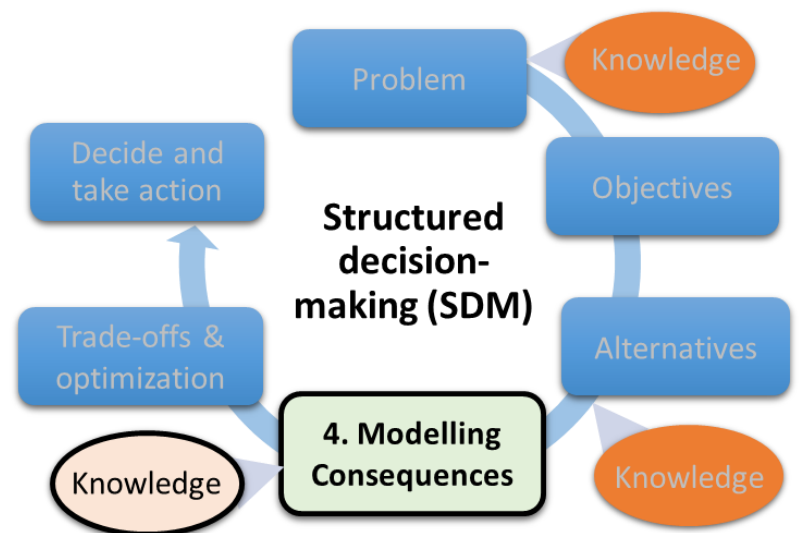 Problem
Knowledge
Objectives
Alternatives
Knowledge
4. Modelling
Consequences
Knowledge
Trade-offs &
optimization
Decide and
take action
Structured
decision-
making (SDM)